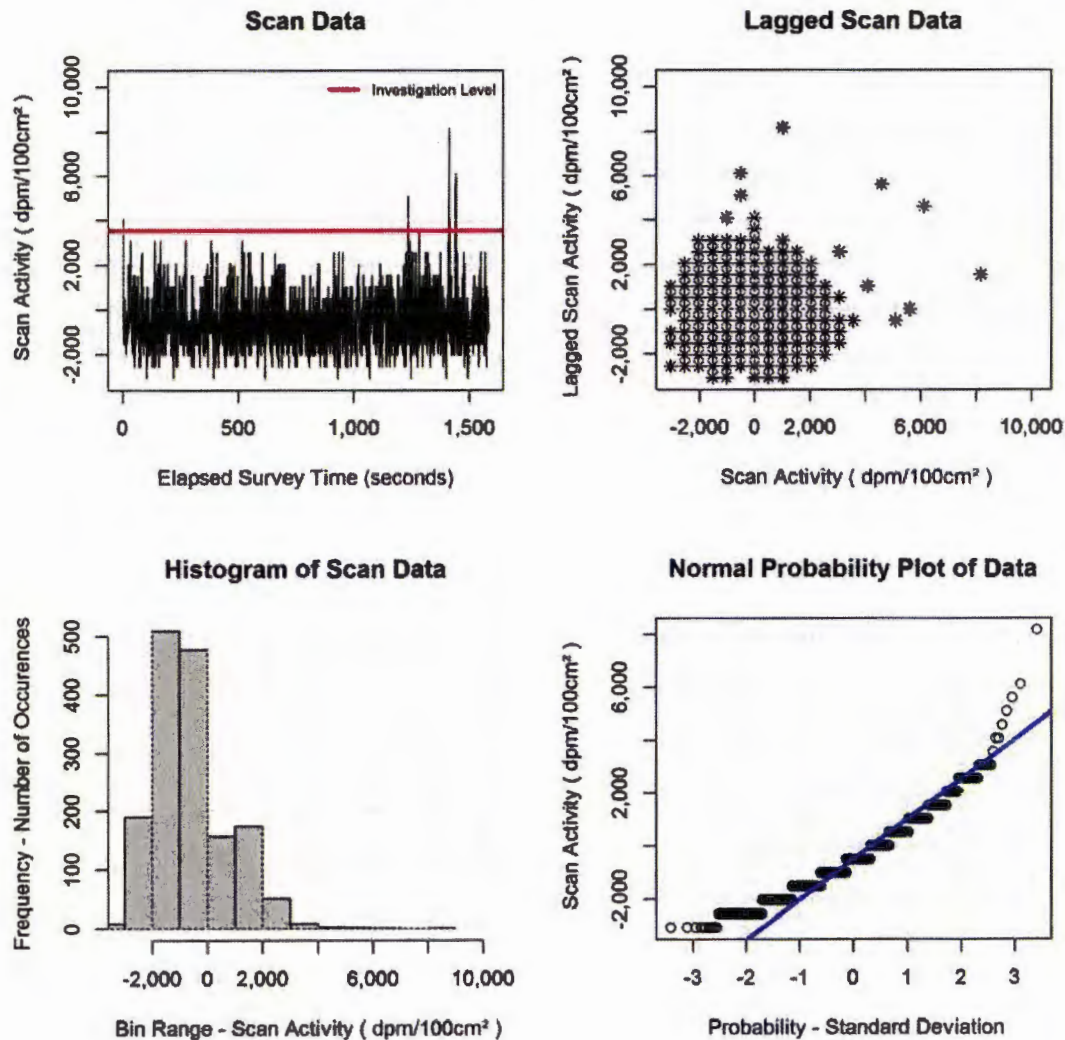 Scan Data
Scan Activity ( dpm/100cm² )
10,000
6,000
2,000
-2,000
Investigation Level
0
500
1,000
1,500
Elapsed Survey Time (seconds)
Lagged Scan Data
Lagged Scan Activity ( dpm/100cm² )
10,000
6,000
2,000
-2,000
-2,000
0
2,000
6,000
10,000
Scan Activity ( dpm/100cm² )
Histogram of Scan Data
Frequency - Number of Occurences
500
400
300
200
100
0
-2,000
0
2,000
6,000
10,000
Bin Range - Scan Activity ( dpm/100cm² )
Normal Probability Plot of Data
Scan Activity ( dpm/100cm² )
6,000
2,000
-2,000
-3
-2
-1
0
1
2
3
Probability - Standard Deviation